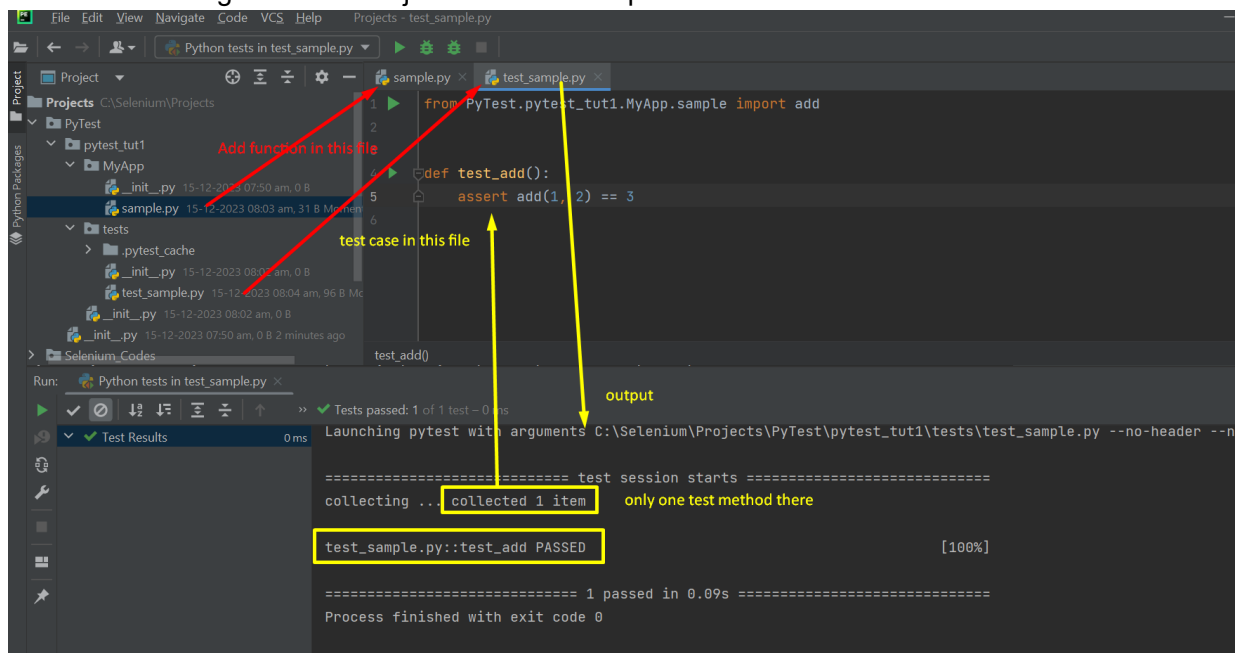 File Edit View Navigate Code VCS Help Projects - test_sample.py
Python tests in test_sample.py
Project
sample.py
test_sample.py
Project
Python Packages
Projects C:\Selenium\Projects
PyTest
pytest_tut1
MyApp
__init__.py 15-12-2023 07:50 am, 0 B
sample.py 15-12-2023 08:03 am, 31 B
tests
.pytest_cache
__init__.py 15-12-2023 08:02 am, 0 B
test_sample.py 15-12-2023 08:04 am, 96 B
__init__.py 15-12-2023 08:02 am, 0 B
__init__.py 15-12-2023 07:50 am, 0 B 2 minutes ago
Selenium_Codes
Add function in this file
1 from PyTest.pytest_tut1.MyApp.sample import add
2
4 def test_add():
5 assert add(1, 2) == 3
6
test case in this file
test_add()
Run: Python tests in test_sample.py
output
Tests passed: 1 of 1 test – 0 ms
Test Results 0 ms
Launching pytest with arguments C:\Selenium\Projects\PyTest\pytest_tut1\tests\test_sample.py --no-header --n
============================= test session starts =============================
collecting ... collected 1 item
only one test method there
test_sample.py::test_add PASSED [100%]
============================== 1 passed in 0.09s ==============================
Process finished with exit code 0